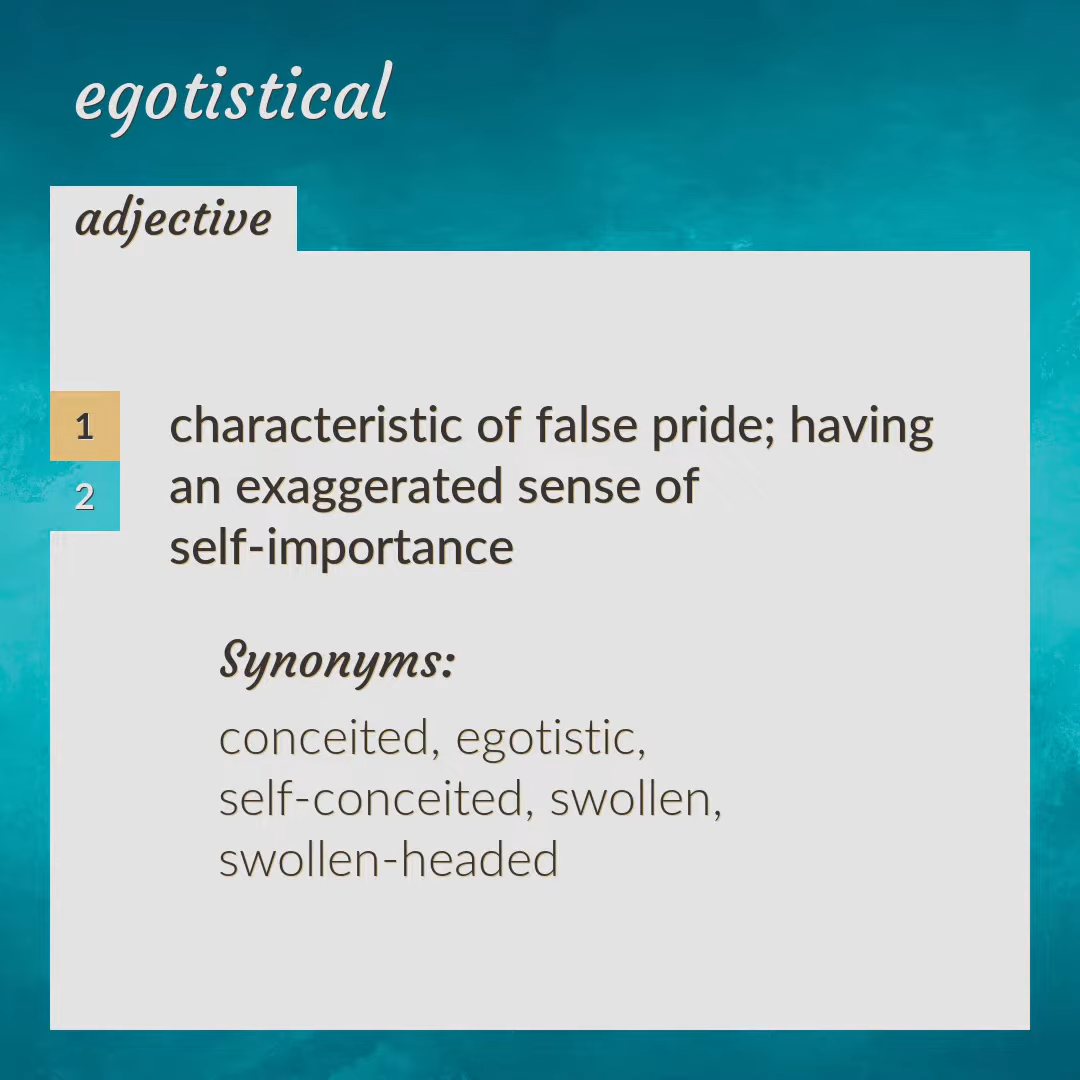 egotistical
adjective
1
2
characteristic of false pride; having
an exaggerated sense of
self-importance
Synonyms:
conceited, egotistic,
self-conceited, swollen,
swollen-headed